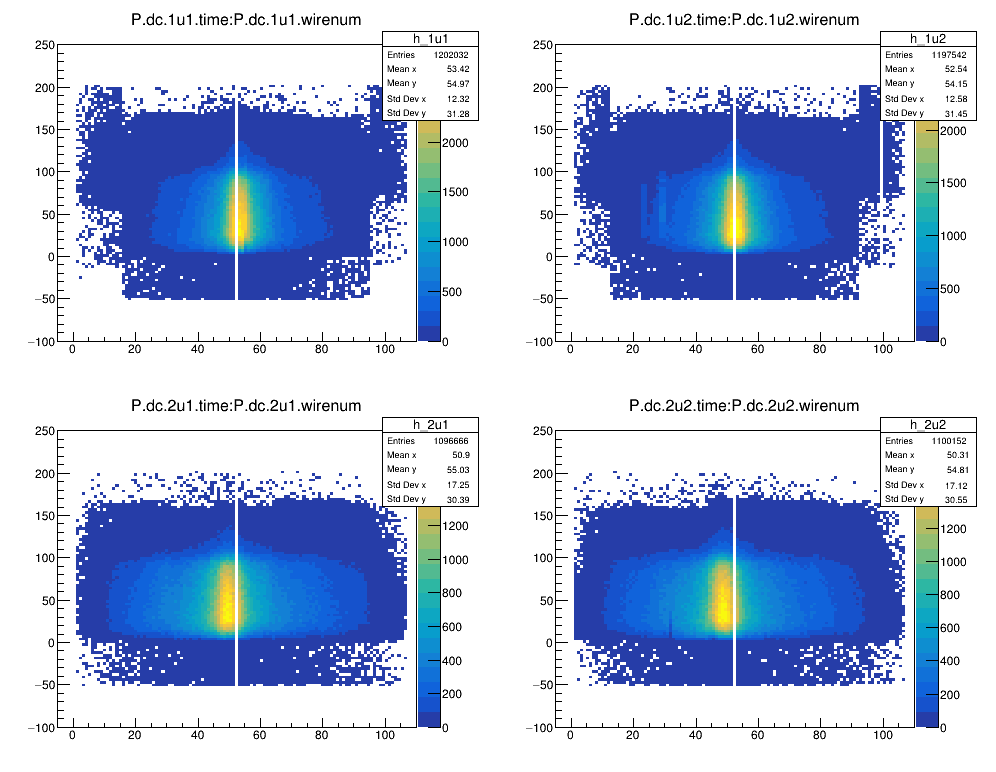 P.dc.1u1.time:P.dc.1u1.wirenum
h_1u1
Entries 1202032
Mean x 53.42
Mean y 54.97
Std Dev x 12.32
Std Dev y 31.28
250
200
150
100
50
0
−50
−100
0 20 40 60 80 100
2000
1500
1000
500
0
P.dc.1u2.time:P.dc.1u2.wirenum
h_1u2
Entries 1197542
Mean x 52.54
Mean y 54.15
Std Dev x 12.58
Std Dev y 31.45
250
200
150
100
50
0
−50
−100
0 20 40 60 80 100
2000
1500
1000
500
0
P.dc.2u1.time:P.dc.2u1.wirenum
h_2u1
Entries 1096666
Mean x 50.9
Mean y 55.03
Std Dev x 17.25
Std Dev y 30.39
250
200
150
100
50
0
−50
−100
0 20 40 60 80 100
1200
1000
800
600
400
200
0
P.dc.2u2.time:P.dc.2u2.wirenum
h_2u2
Entries 1100152
Mean x 50.31
Mean y 54.81
Std Dev x 17.12
Std Dev y 30.55
250
200
150
100
50
0
−50
−100
0 20 40 60 80 100
1200
1000
800
600
400
200
0